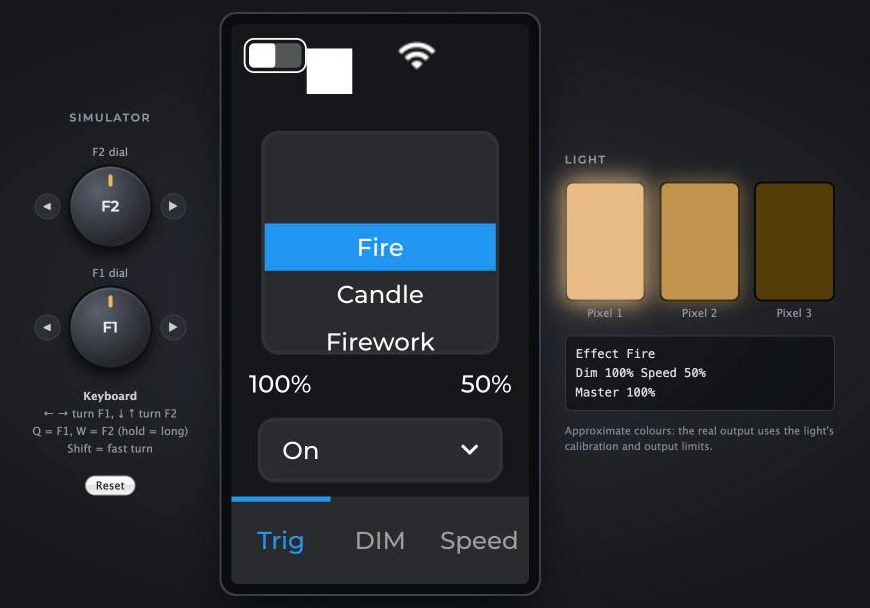 SIMULATOR
F2 dial
F2
F1 dial
F1
Keyboard
← → turn F1, ↓ ↑ turn F2
Q = F1, W = F2 (hold = long)
Shift = fast turn
Reset
Fire
Candle
Firework
100% 50%
On
Trig DIM Speed
LIGHT
Pixel 1 Pixel 2 Pixel 3
Effect Fire
Dim 100% Speed 50%
Master 100%
Approximate colours: the real output uses the light's
calibration and output limits.